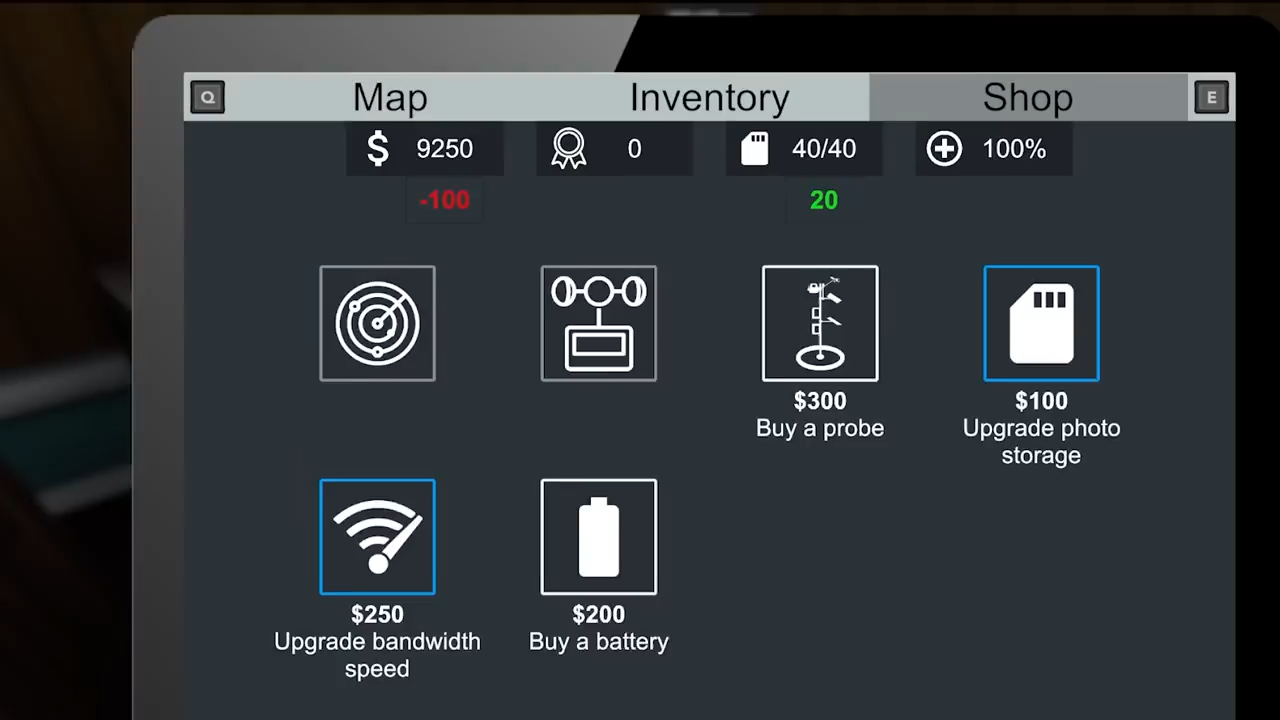 Q
Map
Inventory
Shop
E
$ 9250
0
40/40
100%
-100
20
$300
Buy a probe
$100
Upgrade photo
storage
$250
Upgrade bandwidth
speed
$200
Buy a battery